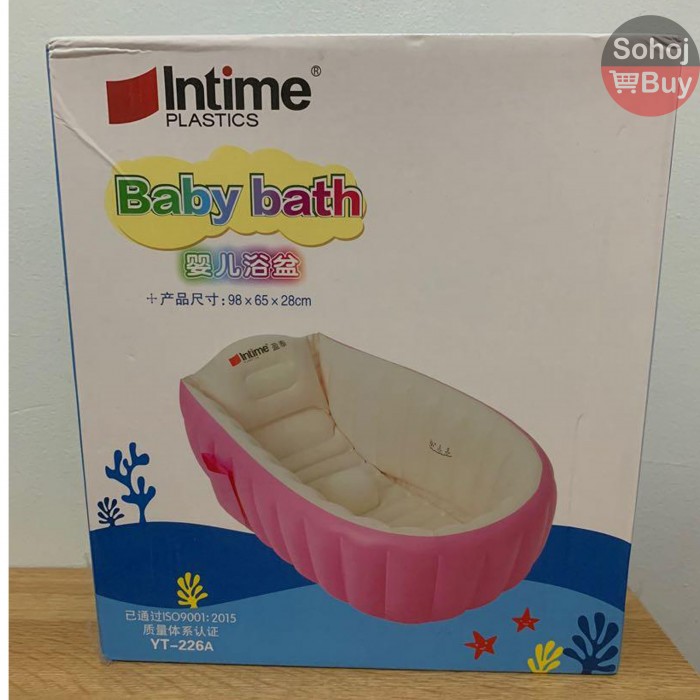 Sohoj
Buy
Intime®
PLASTICS
Baby bath
婴儿浴盆
产品尺寸: 98×65×28cm
Intime
已通过ISO9001: 2015
质量体系认证
YT-226A